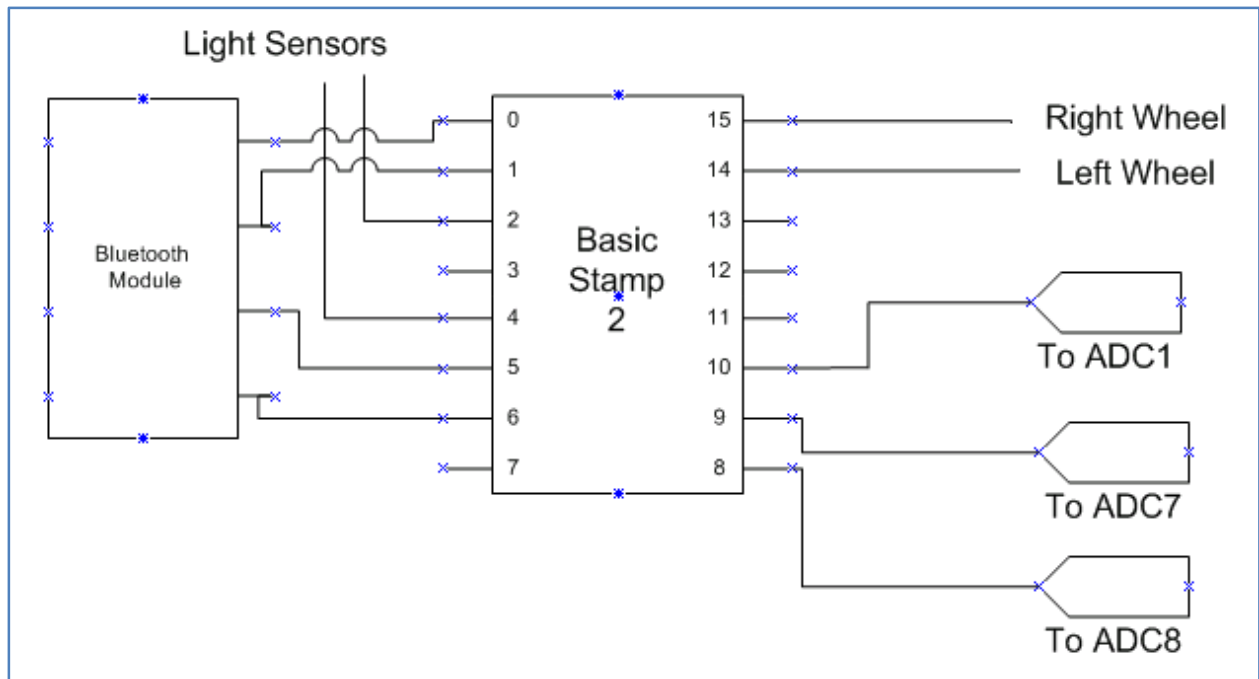 Light Sensors
Bluetooth
Module
0
1
2
3
4
5
6
7
Basic
Stamp
2
15
14
13
12
11
10
9
8
Right Wheel
Left Wheel
To ADC1
To ADC7
To ADC8